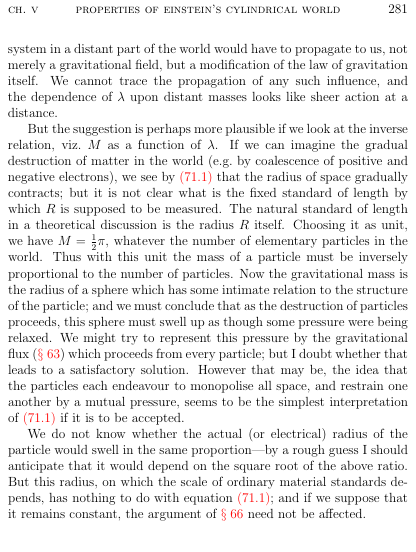 CH. V PROPERTIES OF EINSTEIN'S CYLINDRICAL WORLD 281
system in a distant part of the world would have to propagate to us, not
merely a gravitational field, but a modification of the law of gravitation
itself. We cannot trace the propagation of any such influence, and
the dependence of λ upon distant masses looks like sheer action at a
distance.
But the suggestion is perhaps more plausible if we look at the inverse
relation, viz. M as a function of λ. If we can imagine the gradual
destruction of matter in the world (e.g. by coalescence of positive and
negative electrons), we see by (71.1) that the radius of space gradually
contracts; but it is not clear what is the fixed standard of length by
which R is supposed to be measured. The natural standard of length
in a theoretical discussion is the radius R itself. Choosing it as unit,
we have M = ½π, whatever the number of elementary particles in the
world. Thus with this unit the mass of a particle must be inversely
proportional to the number of particles. Now the gravitational mass is
the radius of a sphere which has some intimate relation to the structure
of the particle; and we must conclude that as the destruction of particles
proceeds, this sphere must swell up as though some pressure were being
relaxed. We might try to represent this pressure by the gravitational
flux (§ 63) which proceeds from every particle; but I doubt whether that
leads to a satisfactory solution. However that may be, the idea that
the particles each endeavour to monopolise all space, and restrain one
another by a mutual pressure, seems to be the simplest interpretation
of (71.1) if it is to be accepted.
We do not know whether the actual (or electrical) radius of the
particle would swell in the same proportion—by a rough guess I should
anticipate that it would depend on the square root of the above ratio.
But this radius, on which the scale of ordinary material standards de-
pends, has nothing to do with equation (71.1); and if we suppose that
it remains constant, the argument of § 66 need not be affected.